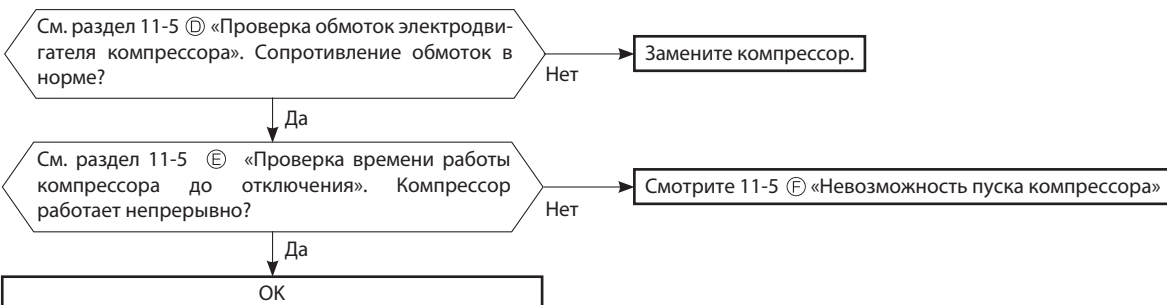 См. раздел 11-5 Ⓓ «Проверка обмоток электродви-
гателя компрессора». Сопротивление обмоток в
норме?
Нет
Замените компрессор.
Да
См. раздел 11-5 Ⓔ «Проверка времени работы
компрессора до отключения». Компрессор
работает непрерывно?
Нет
Смотрите 11-5 Ⓕ «Невозможность пуска компрессора»
Да
OK